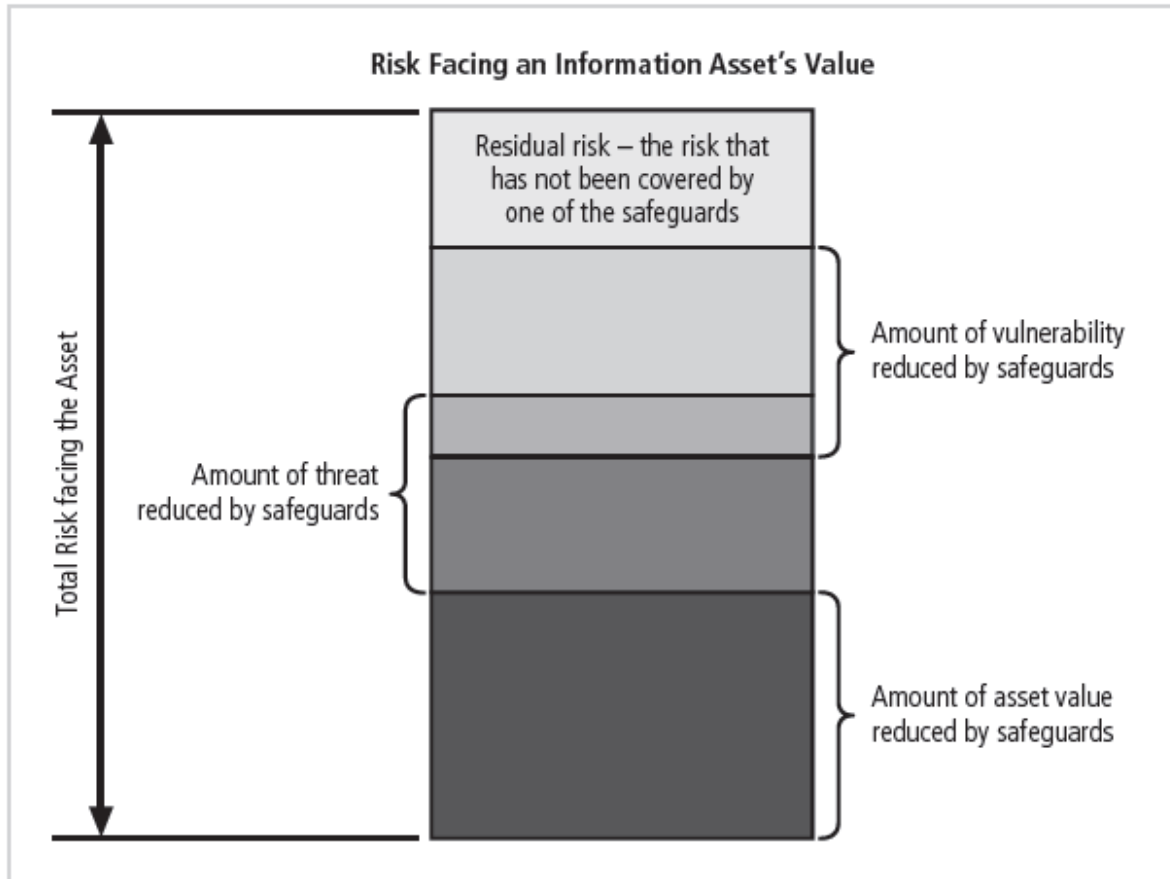 Risk Facing an Information Asset's Value
Residual risk – the risk that
has not been covered by
one of the safeguards
Total Risk facing the Asset
Amount of vulnerability
reduced by safeguards
Amount of threat
reduced by safeguards
Amount of asset value
reduced by safeguards